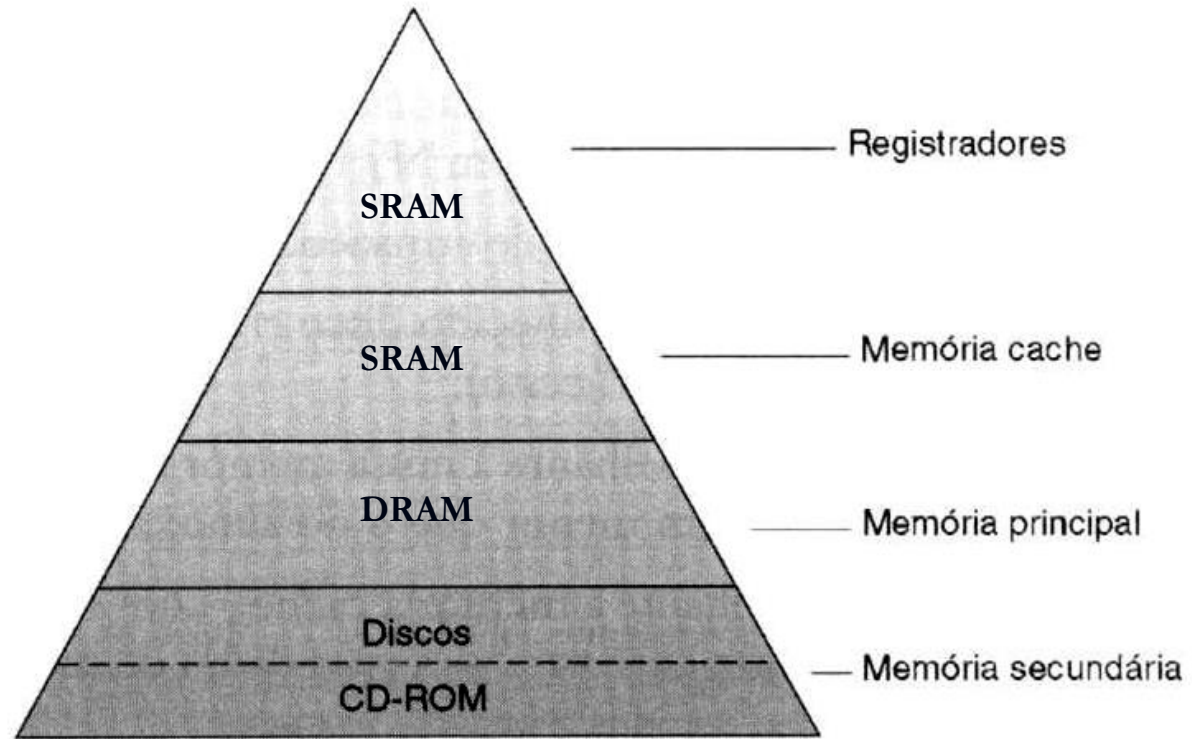 Registradores
SRAM
SRAM
Memória cache
DRAM
Memória principal
Discos
Memória secundária
CD-ROM